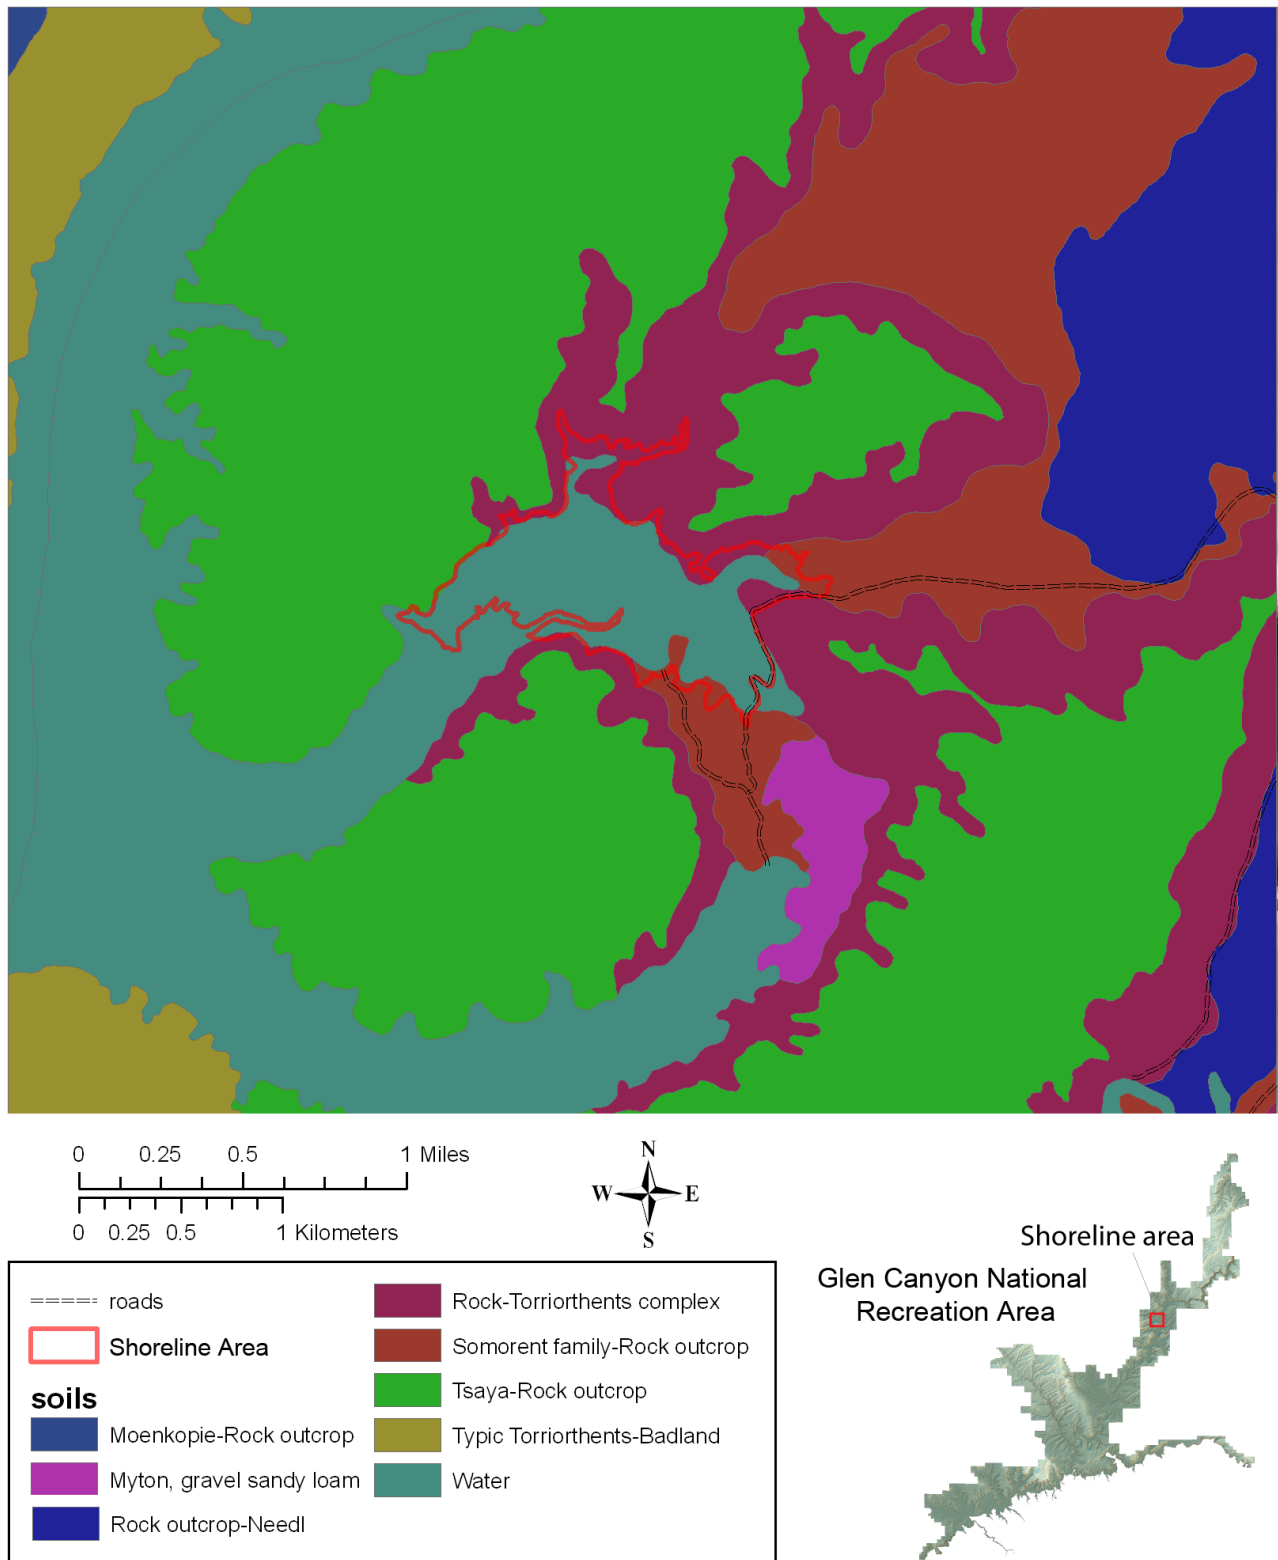 0 0.25 0.5 1 Miles
0 0.25 0.5 1 Kilometers
N
W E
S
Shoreline area
Glen Canyon National
Recreation Area
roads
Shoreline Area
soils
Moenkopie-Rock outcrop
Myton, gravel sandy loam
Rock outcrop-Needl
Rock-Torriorthents complex
Somorent family-Rock outcrop
Tsaya-Rock outcrop
Typic Torriorthents-Badland
Water